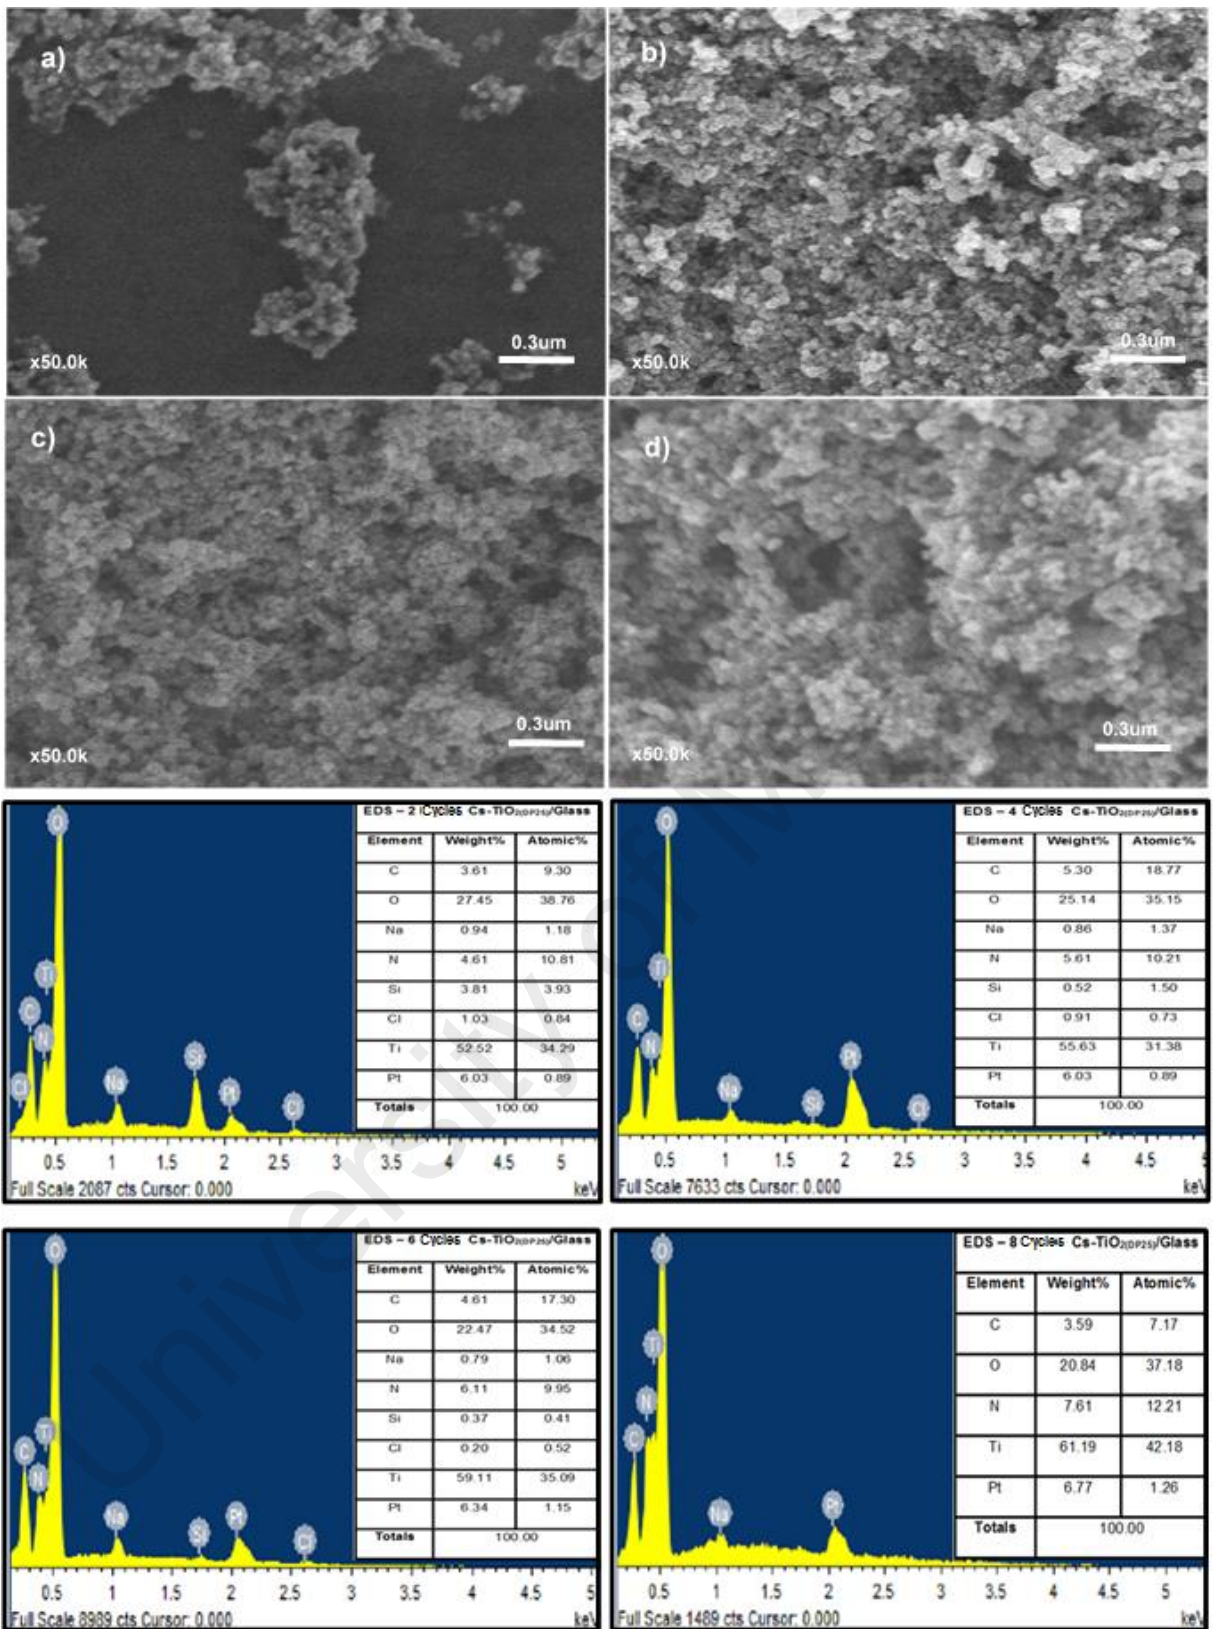 a)
0.3um
x50.0k
b)
0.3um
x50.0k
c)
0.3um
x50.0k
d)
0.3um
x50.0k
EDS – 2 Cycles Cs-TiO2(DP25)/Glass
Element Weight% Atomic%
C 3.61 9.30
O 27.45 38.76
Na 0.94 1.18
N 4.61 10.81
Si 3.81 3.93
Cl 1.03 0.84
Ti 52.52 34.29
Pt 6.03 0.89
Totals 100.00
O
Ti
C
N
Cl
Na
Si
Pt
Cl
0.5 1 1.5 2 2.5 3 3.5 4 4.5 5
Full Scale 2087 cts Cursor: 0.000 keV
EDS – 4 Cycles Cs-TiO2(DP25)/Glass
Element Weight% Atomic%
C 5.30 18.77
O 25.14 35.15
Na 0.86 1.37
N 5.61 10.21
Si 0.52 1.50
Cl 0.91 0.73
Ti 55.63 31.38
Pt 6.03 0.89
Totals 100.00
O
Ti
C
N
Na
Si
Pt
Cl
0.5 1 1.5 2 2.5 3 3.5 4 4.5 5
Full Scale 7633 cts Cursor: 0.000 keV
EDS – 6 Cycles Cs-TiO2(DP25)/Glass
Element Weight% Atomic%
C 4.61 17.30
O 22.47 34.52
Na 0.79 1.06
N 6.11 9.95
Si 0.37 0.41
Cl 0.20 0.52
Ti 59.11 35.09
Pt 6.34 1.15
Totals 100.00
O
Ti
C
N
Na
Si
Pt
Cl
0.5 1 1.5 2 2.5 3 3.5 4 4.5 5
Full Scale 8989 cts Cursor: 0.000 keV
EDS – 8 Cycles Cs-TiO2(DP25)/Glass
Element Weight% Atomic%
C 3.59 7.17
O 20.84 37.18
N 7.61 12.21
Ti 61.19 42.18
Pt 6.77 1.26
Totals 100.00
O
Ti
N
C
Na
Pt
0.5 1 1.5 2 2.5 3 3.5 4 4.5 5
Full Scale 1489 cts Cursor: 0.000 keV
University of M